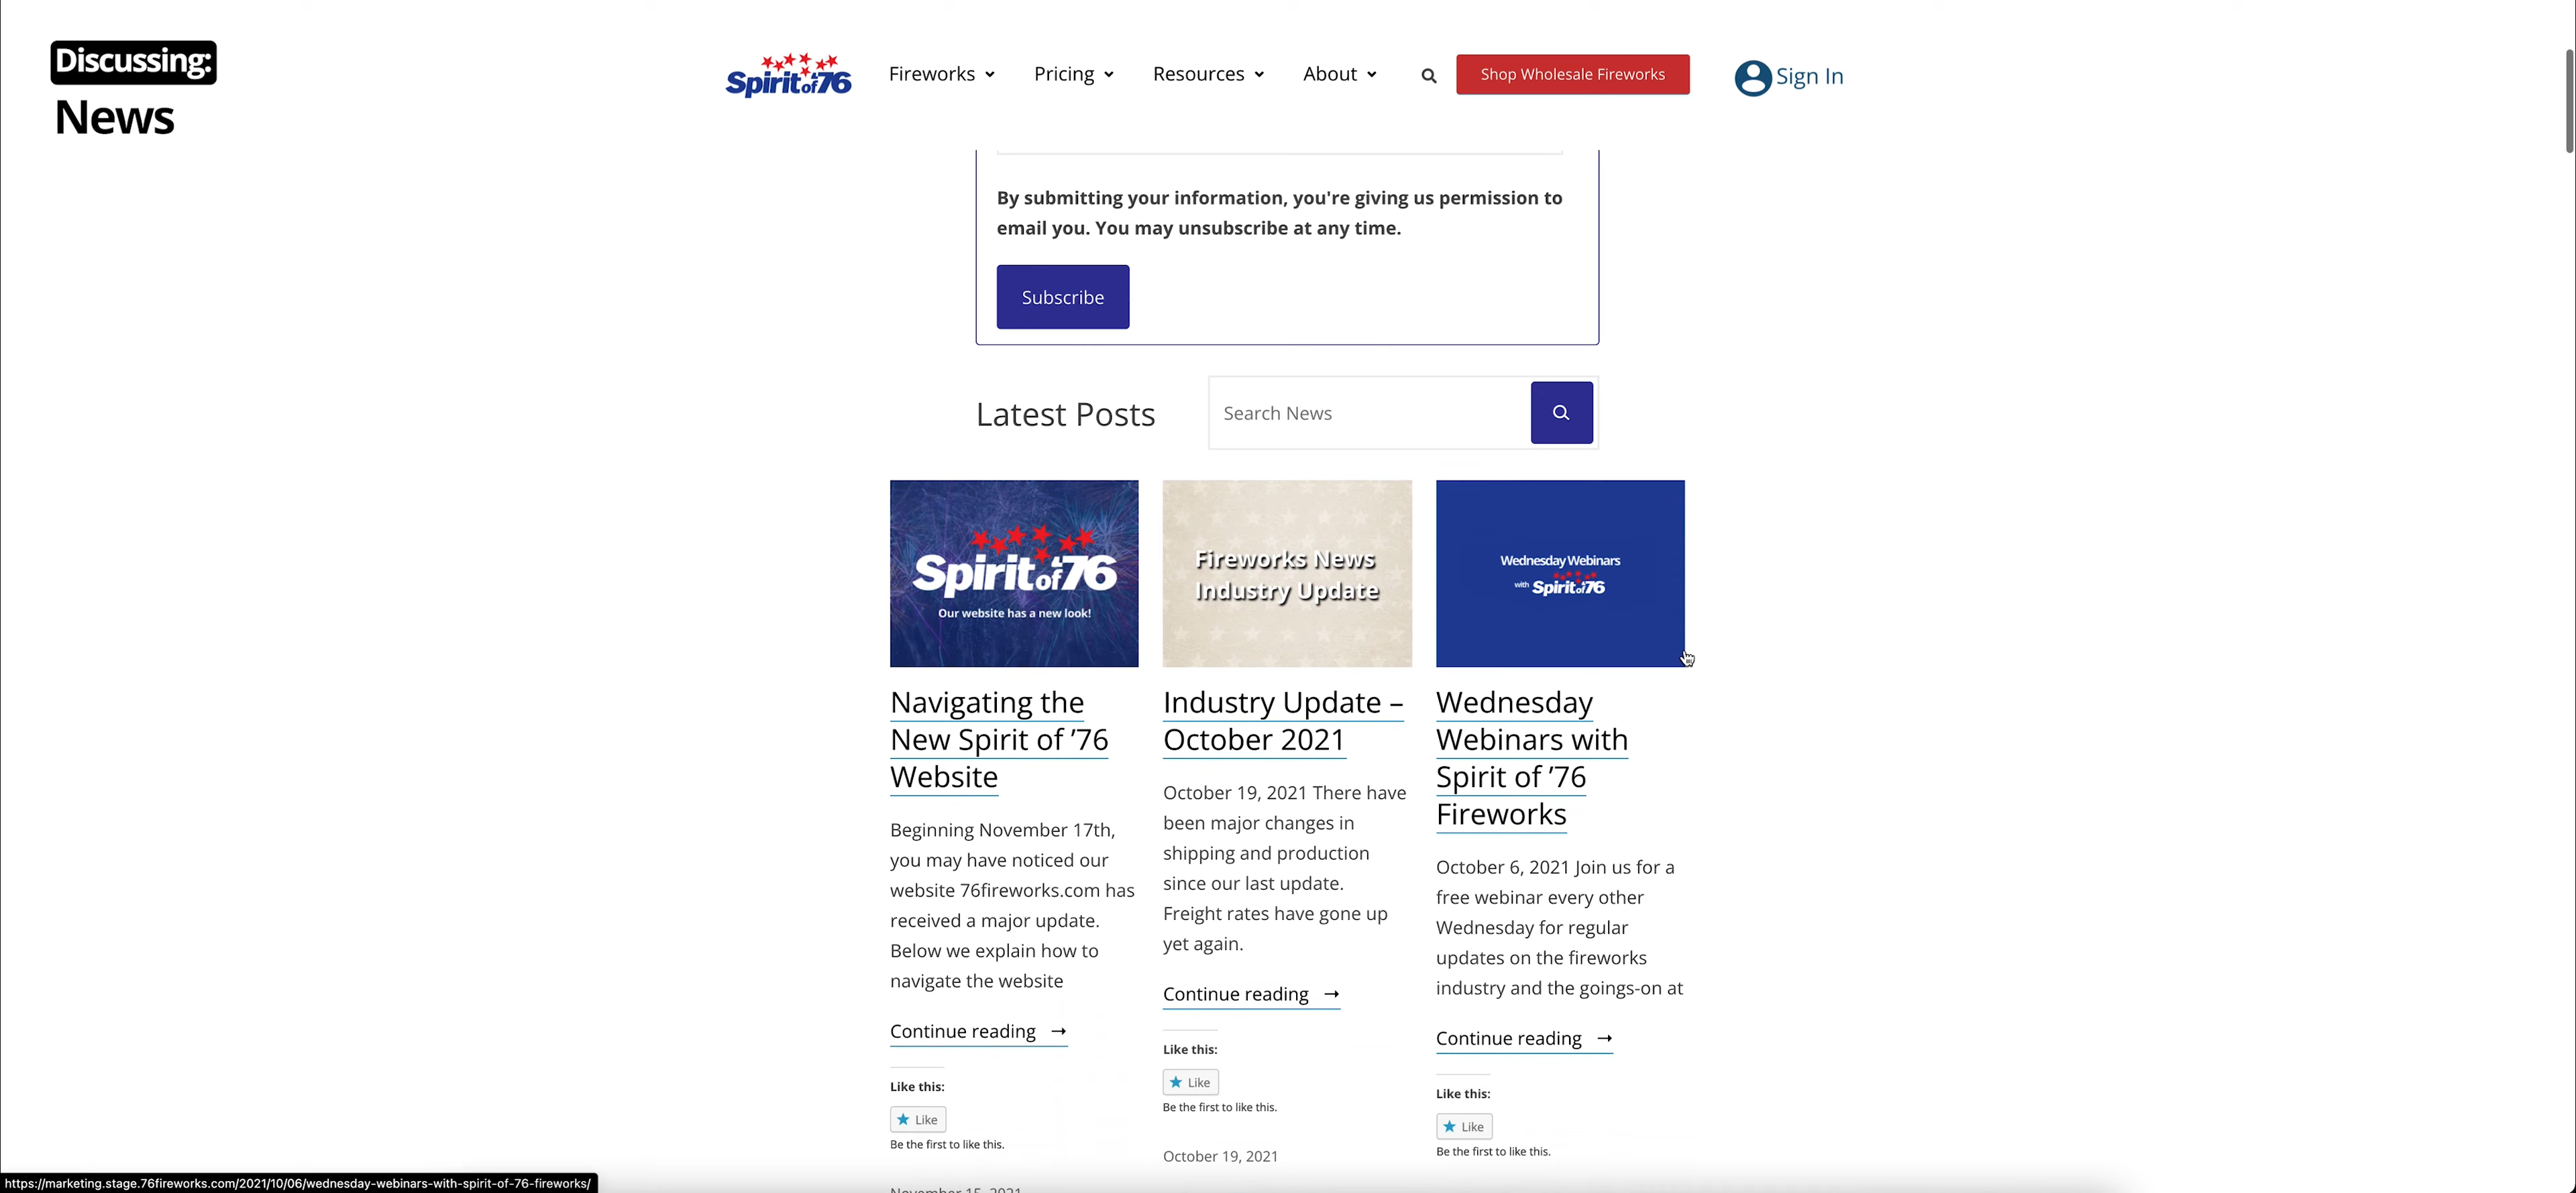 Discussing:
News
Spirit of '76
Fireworks
Pricing
Resources
About
Shop Wholesale Fireworks
Sign In
By submitting your information, you're giving us permission to
email you. You may unsubscribe at any time.
Subscribe
Latest Posts
Search News
Spirit of '76
Our website has a new look!
Navigating the
New Spirit of ’76
Website
Beginning November 17th,
you may have noticed our
website 76fireworks.com has
received a major update.
Below we explain how to
navigate the website
Continue reading →
Like this:
Like
Be the first to like this.
November 15, 2021
Fireworks News
Industry Update
Industry Update –
October 2021
October 19, 2021 There have
been major changes in
shipping and production
since our last update.
Freight rates have gone up
yet again.
Continue reading →
Like this:
Like
Be the first to like this.
October 19, 2021
Wednesday Webinars
with Spirit of '76
Wednesday
Webinars with
Spirit of ’76
Fireworks
October 6, 2021 Join us for a
free webinar every other
Wednesday for regular
updates on the fireworks
industry and the goings-on at
Continue reading →
Like this:
Like
Be the first to like this.
https://marketing.stage.76fireworks.com/2021/10/06/wednesday-webinars-with-spirit-of-76-fireworks/